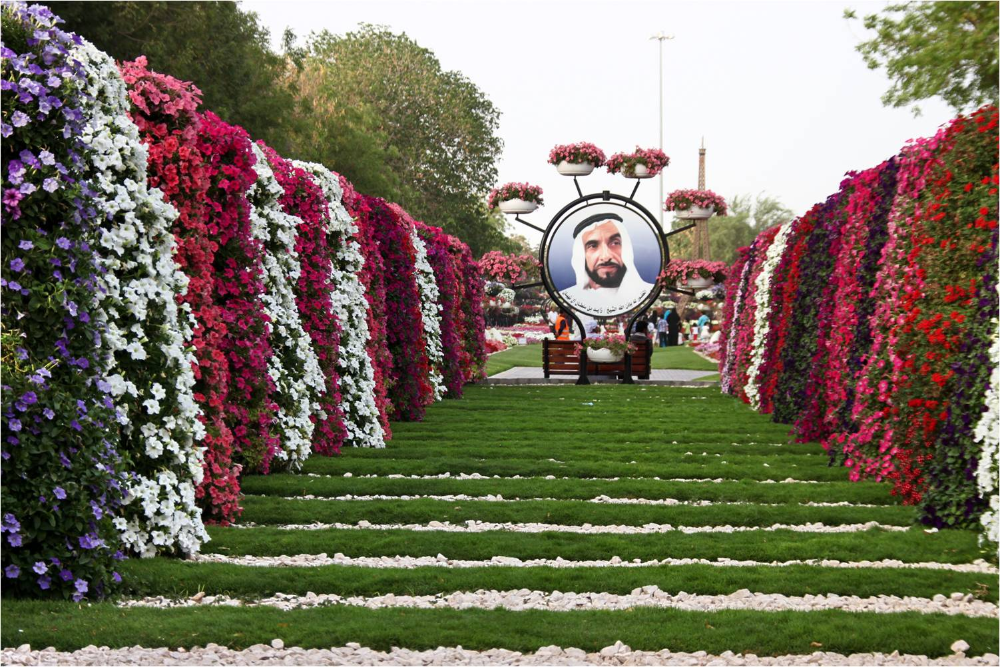 المغفور له بإذن الله الشيخ / زايد بن سلطان آل نهيان